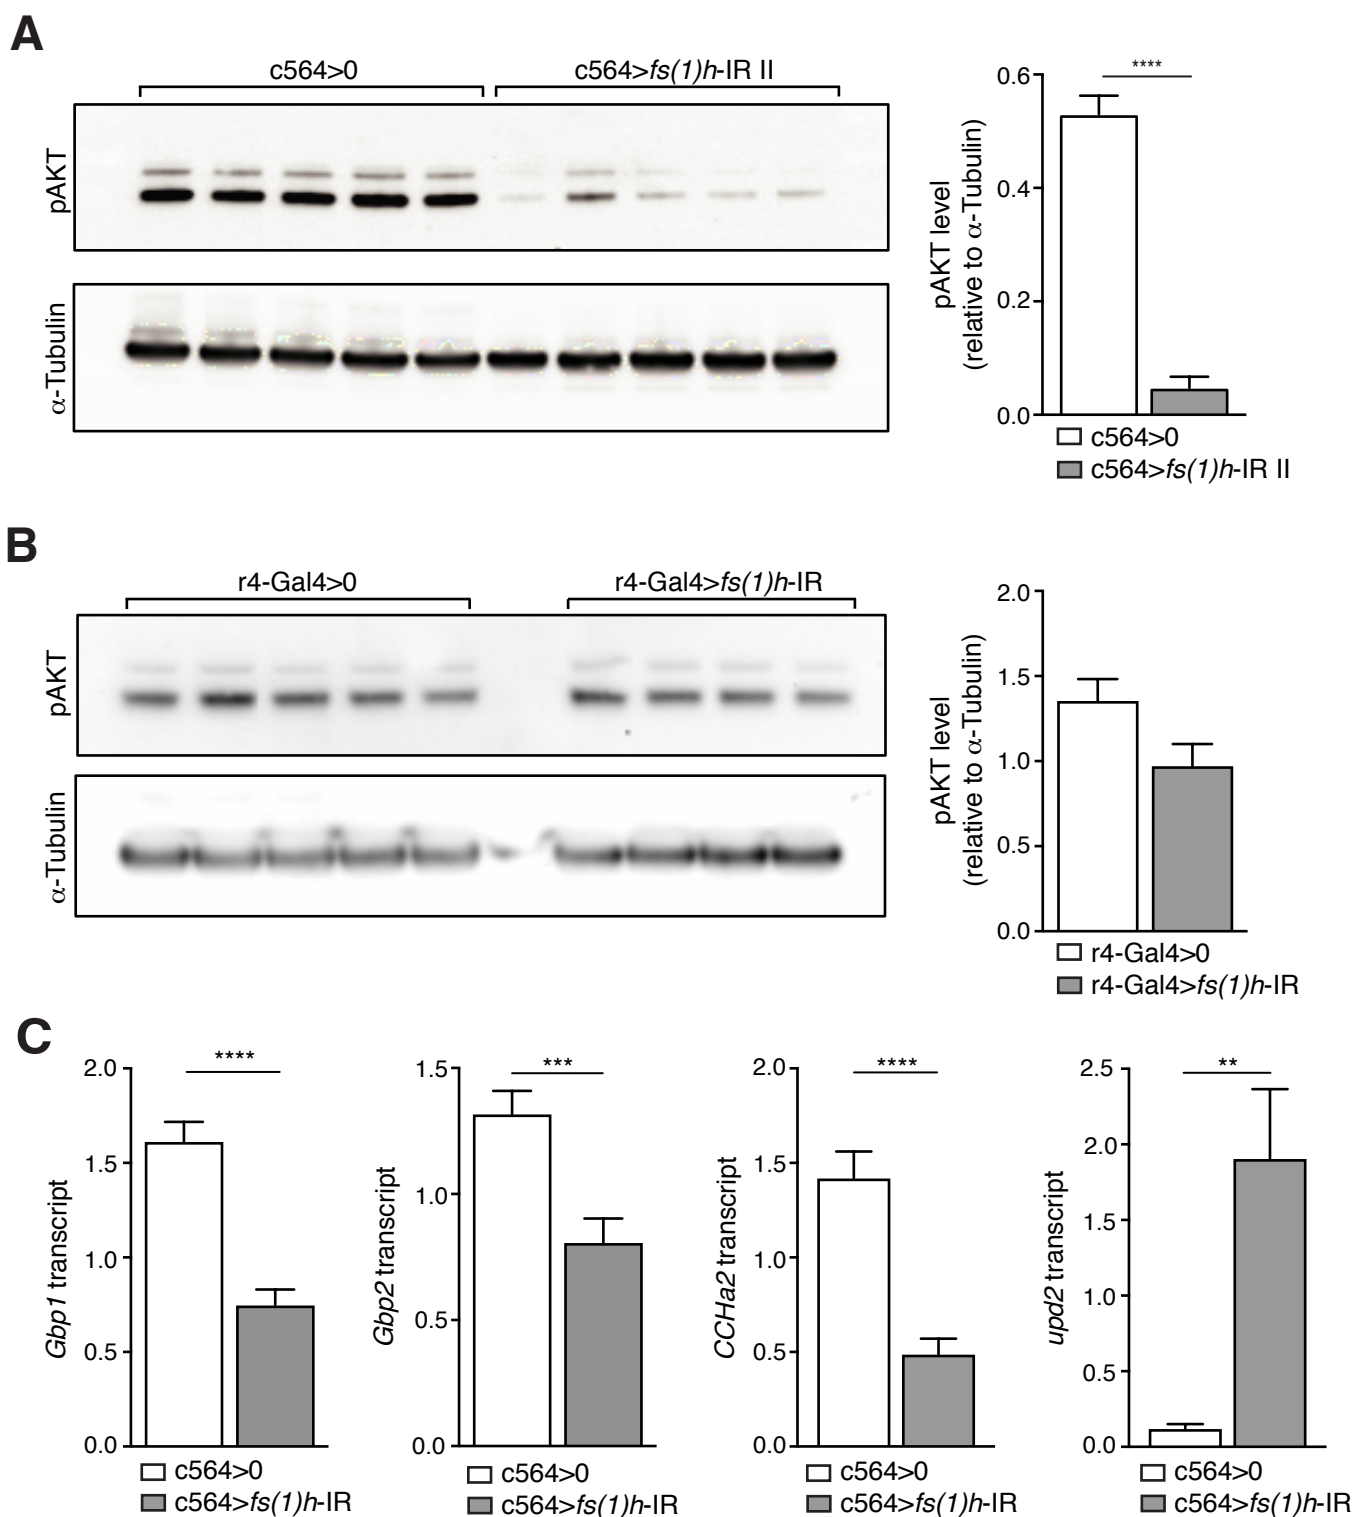 A
c564>0
c564>fs(1)h-IR II
pAKT
α-Tubulin
pAKT level
(relative to α-Tubulin)
0.6
0.4
0.2
0.0
****
c564>0
c564>fs(1)h-IR II
B
r4-Gal4>0
r4-Gal4>fs(1)h-IR
pAKT
α-Tubulin
pAKT level
(relative to α-Tubulin)
2.0
1.5
1.0
0.5
0.0
r4-Gal4>0
r4-Gal4>fs(1)h-IR
C
Gbp1 transcript
2.0
1.5
1.0
0.5
0.0
****
c564>0
c564>fs(1)h-IR
Gbp2 transcript
1.5
1.0
0.5
0.0
***
c564>0
c564>fs(1)h-IR
CCHa2 transcript
2.0
1.5
1.0
0.5
0.0
****
c564>0
c564>fs(1)h-IR
upd2 transcript
2.5
2.0
1.5
1.0
0.5
0.0
**
c564>0
c564>fs(1)h-IR